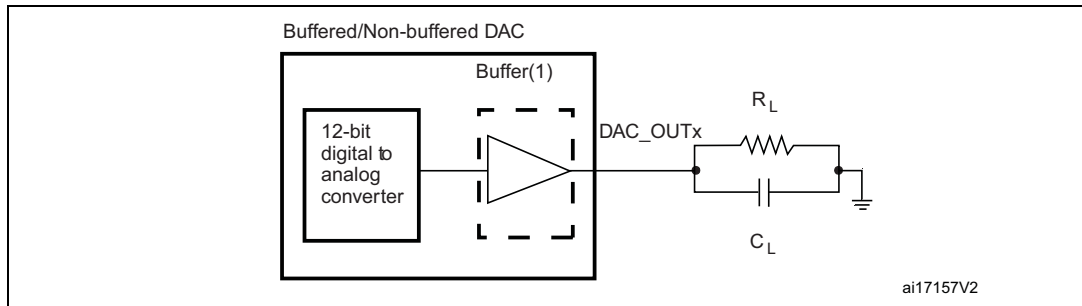 Buffered/Non-buffered DAC
Buffer(1)
12-bit
digital to
analog
converter
DAC_OUTx
R L
C L
ai17157V2